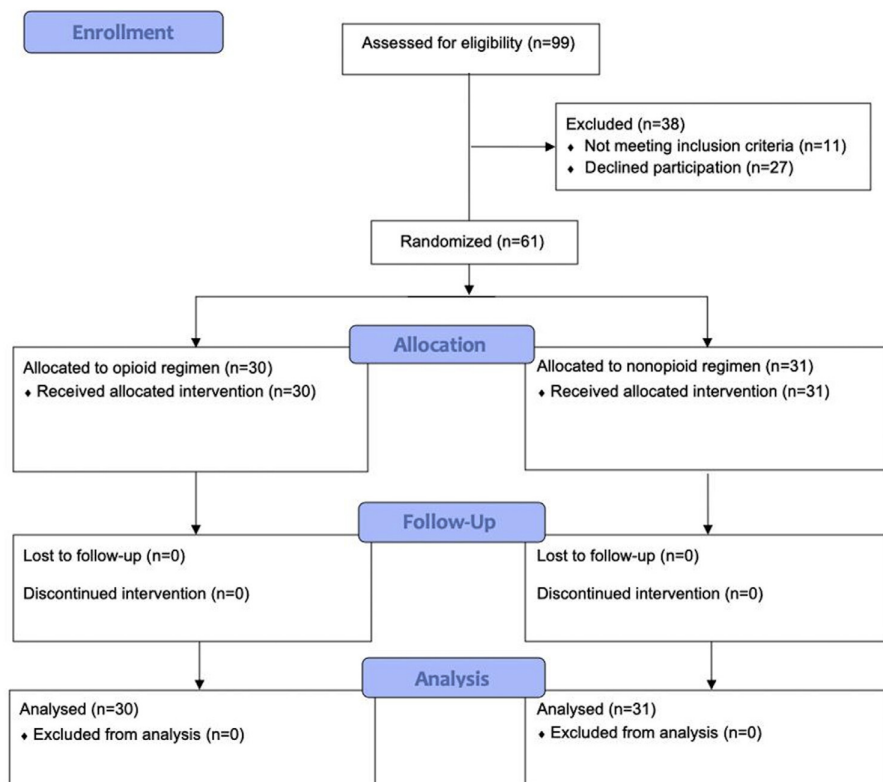 Enrollment
Assessed for eligibility (n=99)
Excluded (n=38)
♦ Not meeting inclusion criteria (n=11)
♦ Declined participation (n=27)
Randomized (n=61)
Allocation
Allocated to opioid regimen (n=30)
♦ Received allocated intervention (n=30)
Allocated to nonopioid regimen (n=31)
♦ Received allocated intervention (n=31)
Follow-Up
Lost to follow-up (n=0)
Discontinued intervention (n=0)
Lost to follow-up (n=0)
Discontinued intervention (n=0)
Analysis
Analysed (n=30)
♦ Excluded from analysis (n=0)
Analysed (n=31)
♦ Excluded from analysis (n=0)